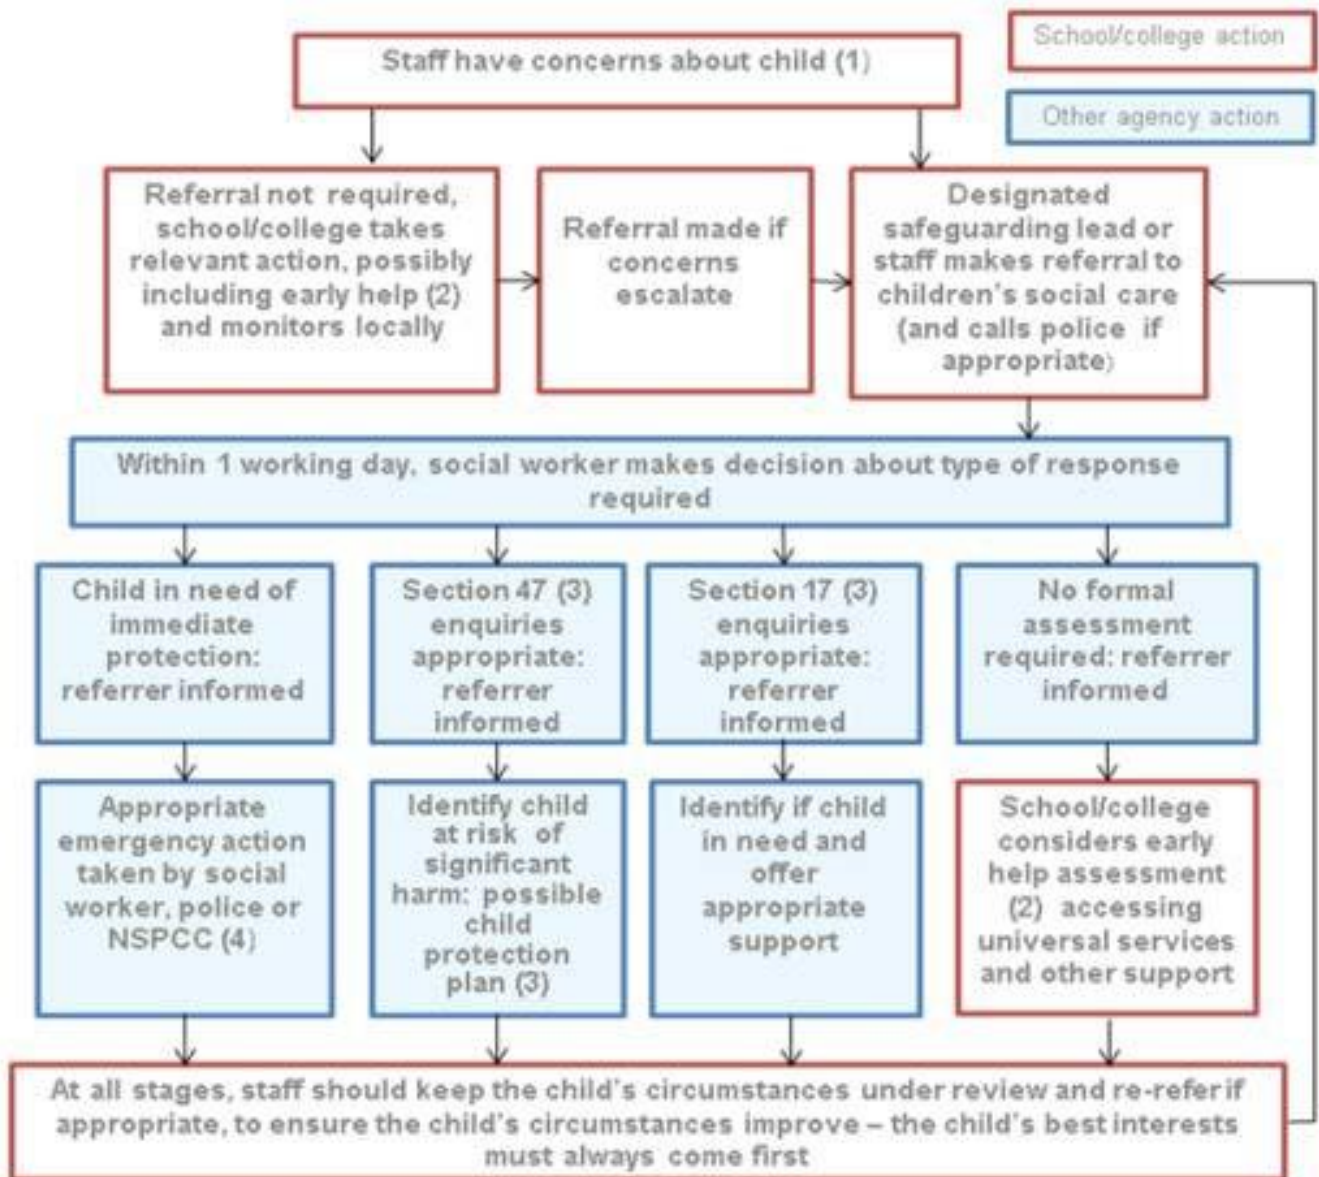 School/college action
Other agency action
Staff have concerns about child (1)
Referral not required,
school/college takes
relevant action, possibly
including early help (2)
and monitors locally
Referral made if
concerns
escalate
Designated
safeguarding lead or
staff makes referral to
children's social care
(and calls police if
appropriate)
Within 1 working day, social worker makes decision about type of response
required
Child in need of
immediate
protection:
referrer informed
Section 47 (3)
enquiries
appropriate:
referrer
informed
Section 17 (3)
enquiries
appropriate:
referrer
informed
No formal
assessment
required: referrer
informed
Appropriate
emergency action
taken by social
worker, police or
NSPCC (4)
Identify child
at risk of
significant
harm: possible
child
protection
plan (3)
Identify if child
in need and
offer
appropriate
support
School/college
considers early
help assessment
(2) accessing
universal services
and other support
At all stages, staff should keep the child's circumstances under review and re-refer if
appropriate, to ensure the child's circumstances improve – the child's best interests
must always come first